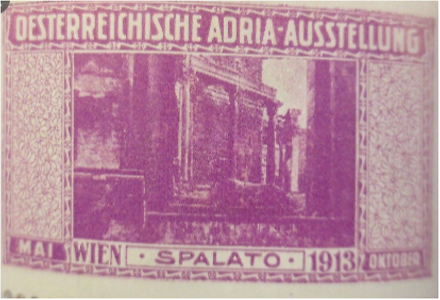 OESTERREICHISCHE ADRIA-AUSSTELLUNG
MAI WIEN · SPALATO · 1913 OKTOBER